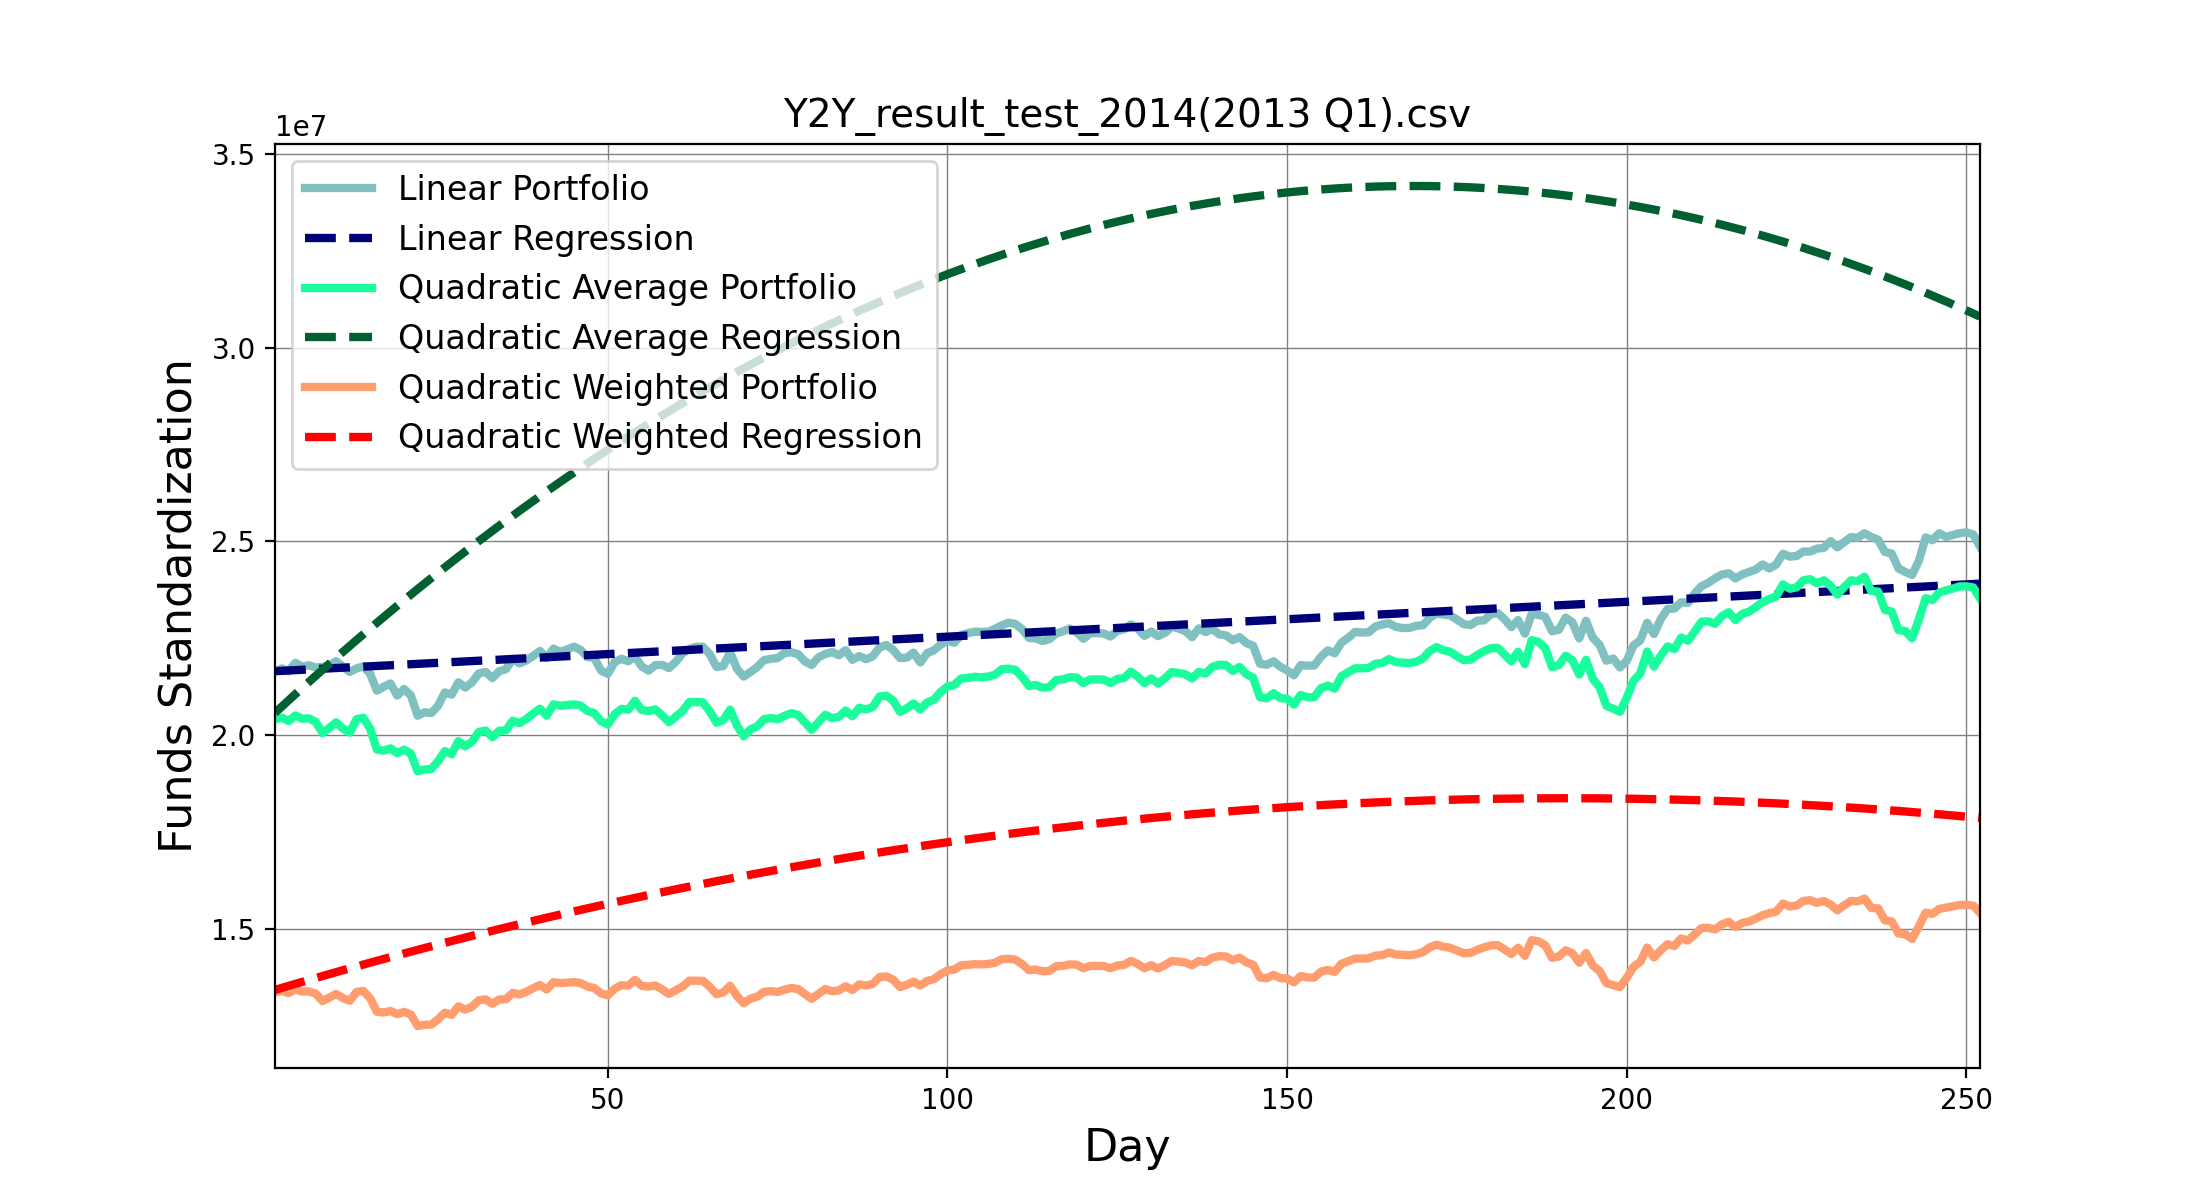 Y2Y_result_test_2014(2013 Q1).csv
1e7
3.5
3.0
2.5
2.0
1.5
Funds Standardization
Linear Portfolio
Linear Regression
Quadratic Average Portfolio
Quadratic Average Regression
Quadratic Weighted Portfolio
Quadratic Weighted Regression
50 100 150 200 250
Day